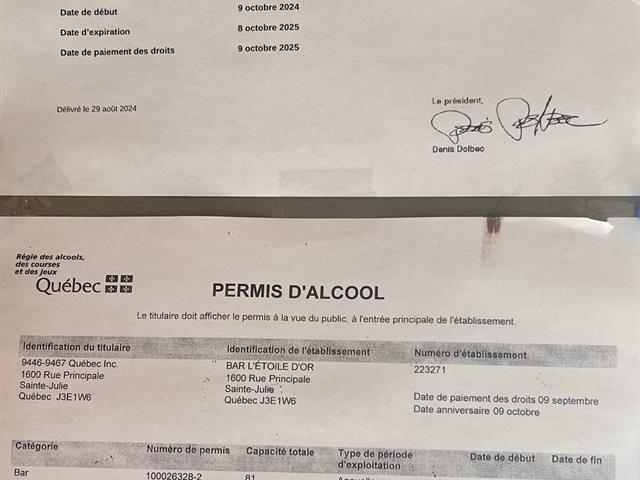 Date de début 9 octobre 2024
Date d'expiration 8 octobre 2025
Date de paiement des droits 9 octobre 2025
Délivré le 29 août 2024
Le président,
Denis Dolbec
Régie des alcools,
des courses
et des jeux
Québec
PERMIS D'ALCOOL
Le titulaire doit afficher le permis à la vue du public, à l'entrée principale de l'établissement.
Identification du titulaire Identification de l'établissement Numéro d'établissement
9446-9467 Québec Inc. BAR L'ÉTOILE D'OR 223271
1600 Rue Principale 1600 Rue Principale
Sainte-Julie Sainte-Julie
Québec J3E1W6 Québec J3E1W6
Date de paiement des droits 09 septembre
Date anniversaire 09 octobre
Catégorie Numéro de permis Capacité totale Type de période d'exploitation Date de début Date de fin
Bar 100026328-2 81